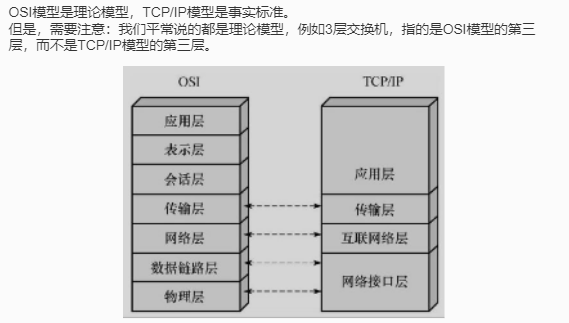 OSI模型是理论模型，TCP/IP模型是事实标准。
但是，需要注意：我们平常说的都是理论模型，例如3层交换机，指的是OSI模型的第三
层，而不是TCP/IP模型的第三层。
OSI
TCP/IP
应用层
表示层
会话层
传输层
网络层
数据链路层
物理层
应用层
传输层
互联网络层
网络接口层